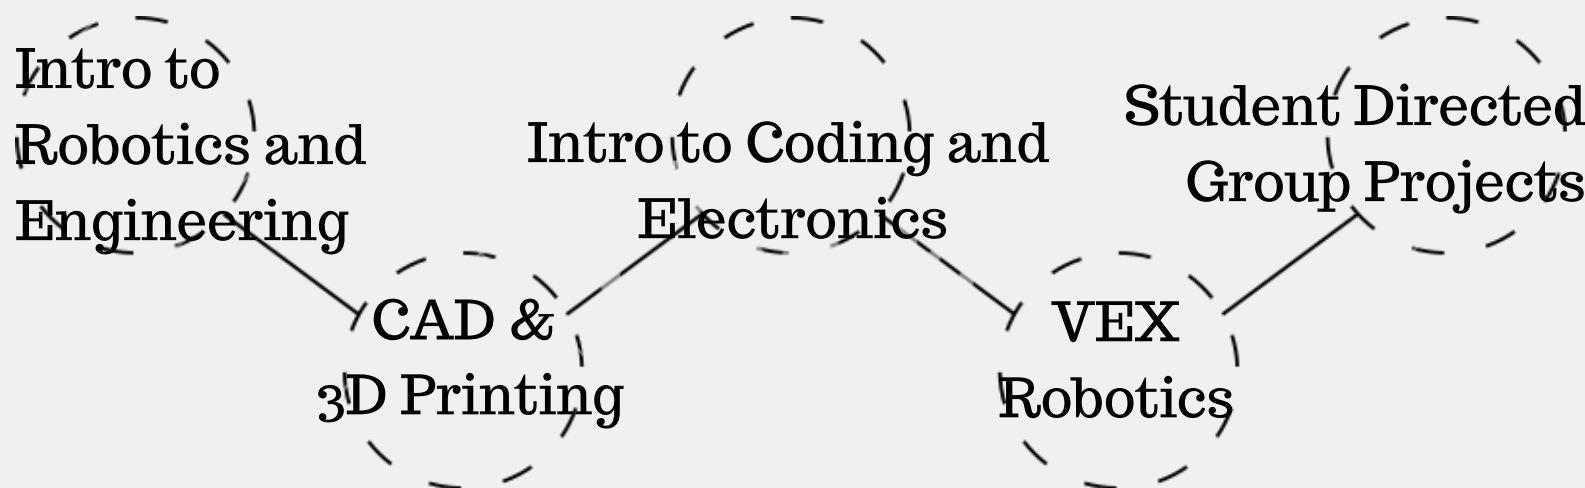 Intro to
Robotics and
Engineering
CAD &
3D Printing
Intro to Coding and
Electronics
VEX
Robotics
Student Directed
Group Projects